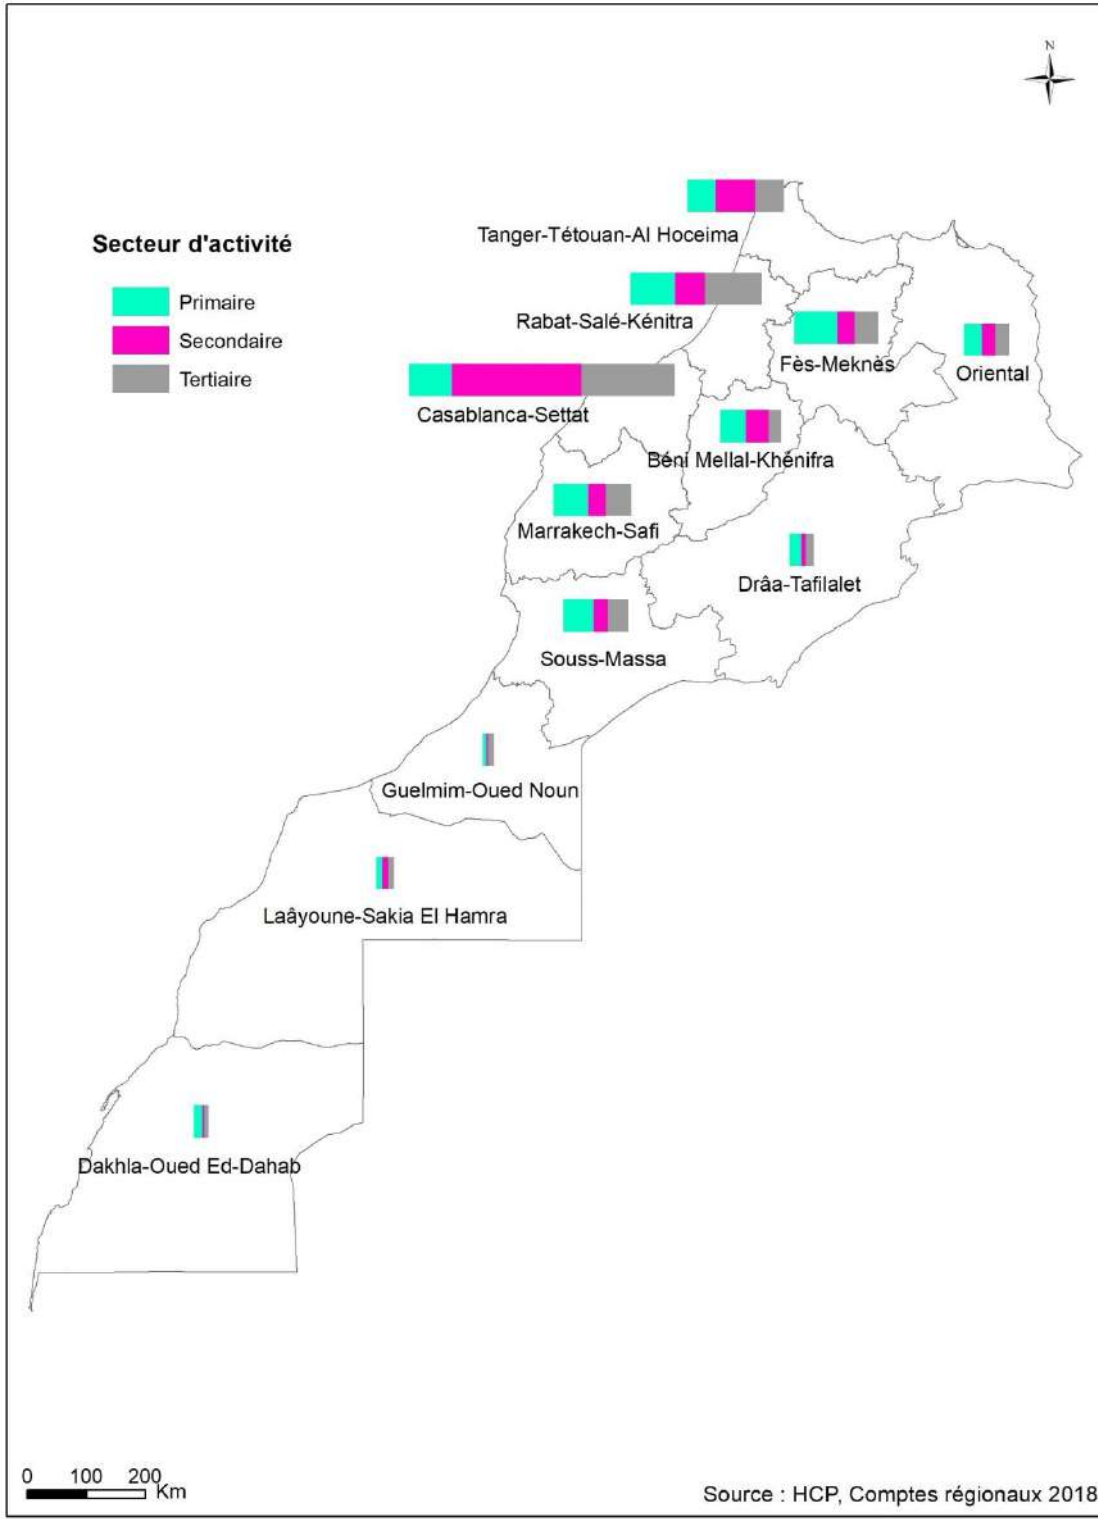 N
Secteur d'activité
Primaire
Secondaire
Tertiaire
Tanger-Tétouan-Al Hoceima
Rabat-Salé-Kénitra
Fès-Meknès
Oriental
Casablanca-Settat
Béni Mellal-Khénifra
Marrakech-Safi
Drâa-Tafilalet
Souss-Massa
Guelmim-Oued Noun
Laâyoune-Sakia El Hamra
Dakhla-Oued Ed-Dahab
0 100 200
Km
Source : HCP, Comptes régionaux 2018